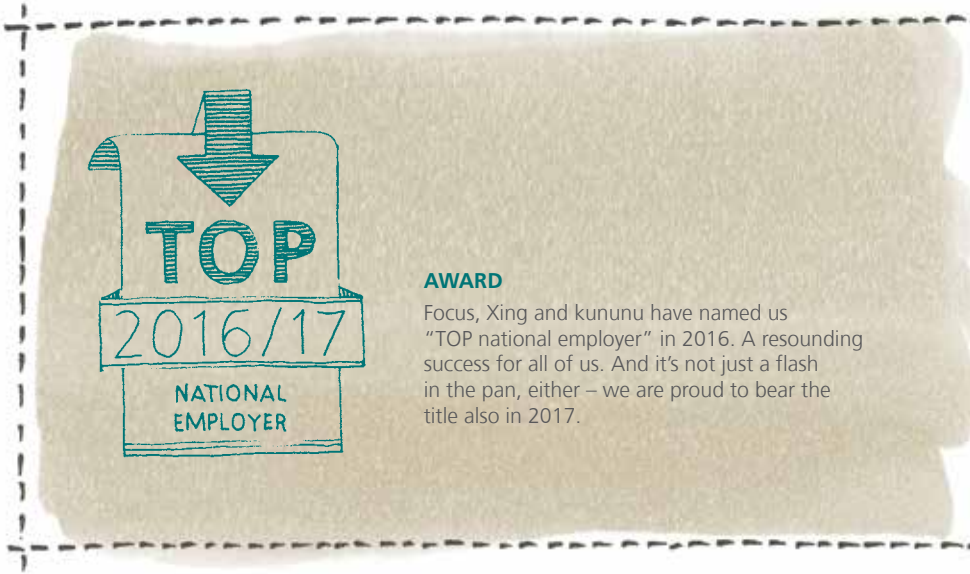 TOP
2016/17
NATIONAL
EMPLOYER
AWARD
Focus, Xing and kununu have named us
“TOP national employer” in 2016. A resounding
success for all of us. And it’s not just a flash
in the pan, either – we are proud to bear the
title also in 2017.